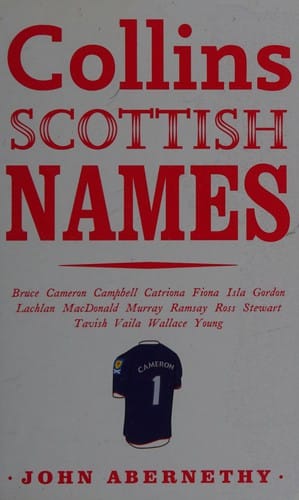 Collins
SCOTTISH
NAMES
Bruce Cameron Campbell Catriona Fiona Isla Gordon
Lachlan MacDonald Murray Ramsay Ross Stewart
Tavish Vaila Wallace Young
CAMERON
1
· JOHN ABERNETHY ·